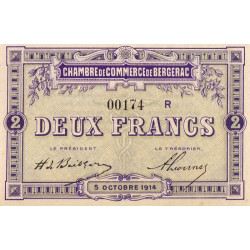 CHAMBRE DE COMMERCE DE BERGERAC
00174 R
2 DEUX FRANCS 2
LE PRÉSIDENT LE TRÉSORIER
5 OCTOBRE 1914